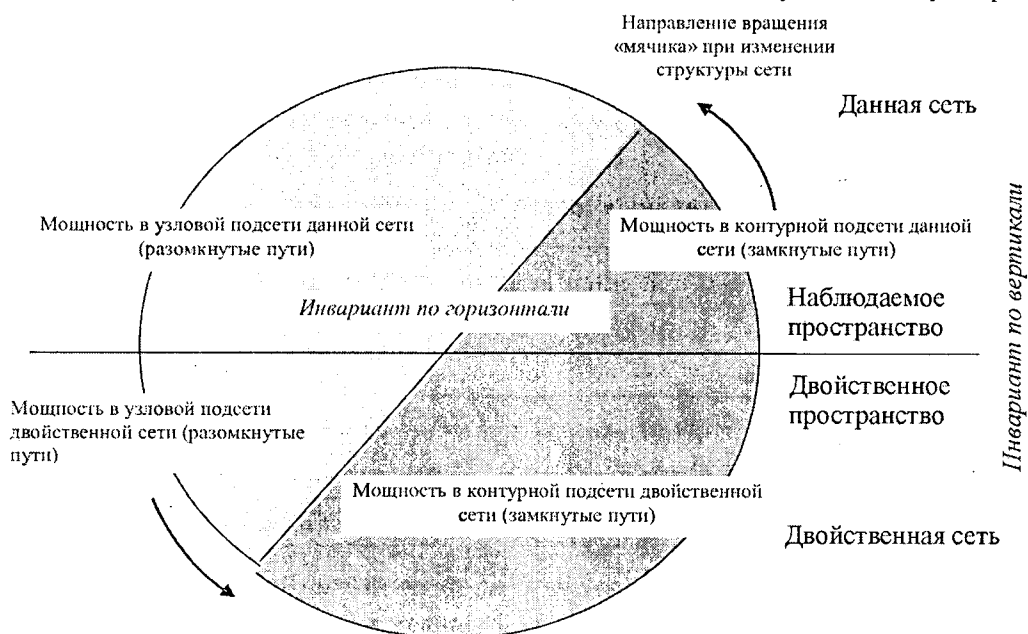 Направление вращения
«мячика» при изменении
структуры сети
Данная сеть
Мощность в узловой подсети данной сети
(разомкнутые пути)
Мощность в контурной подсети данной
сети (замкнутые пути)
Инвариант по вертикали
Инвариант по горизонтали
Наблюдаемое
пространство
Двойственное
пространство
Мощность в узловой подсети
двойственной сети (разомкнутые
пути)
Мощность в контурной подсети двойственной
сети (замкнутые пути)
Двойственная сеть